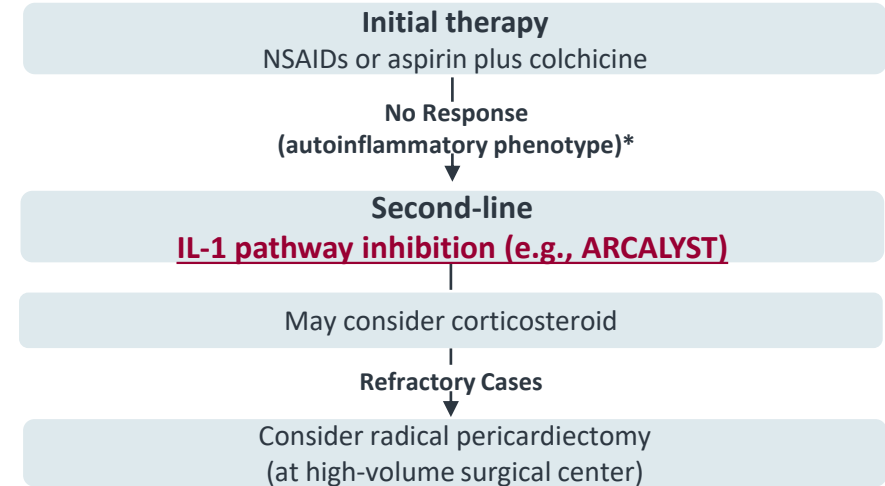 Initial therapy
NSAIDs or aspirin plus colchicine
No Response
(autoinflammatory phenotype)*
Second-line
IL-1 pathway inhibition (e.g., ARCALYST)
May consider corticosteroid
Refractory Cases
Consider radical pericardiectomy
(at high-volume surgical center)